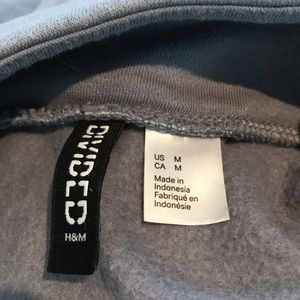 DIVIDED
H&M
US M
CA M
Made in
Indonesia
Fabriqué en
Indonésie